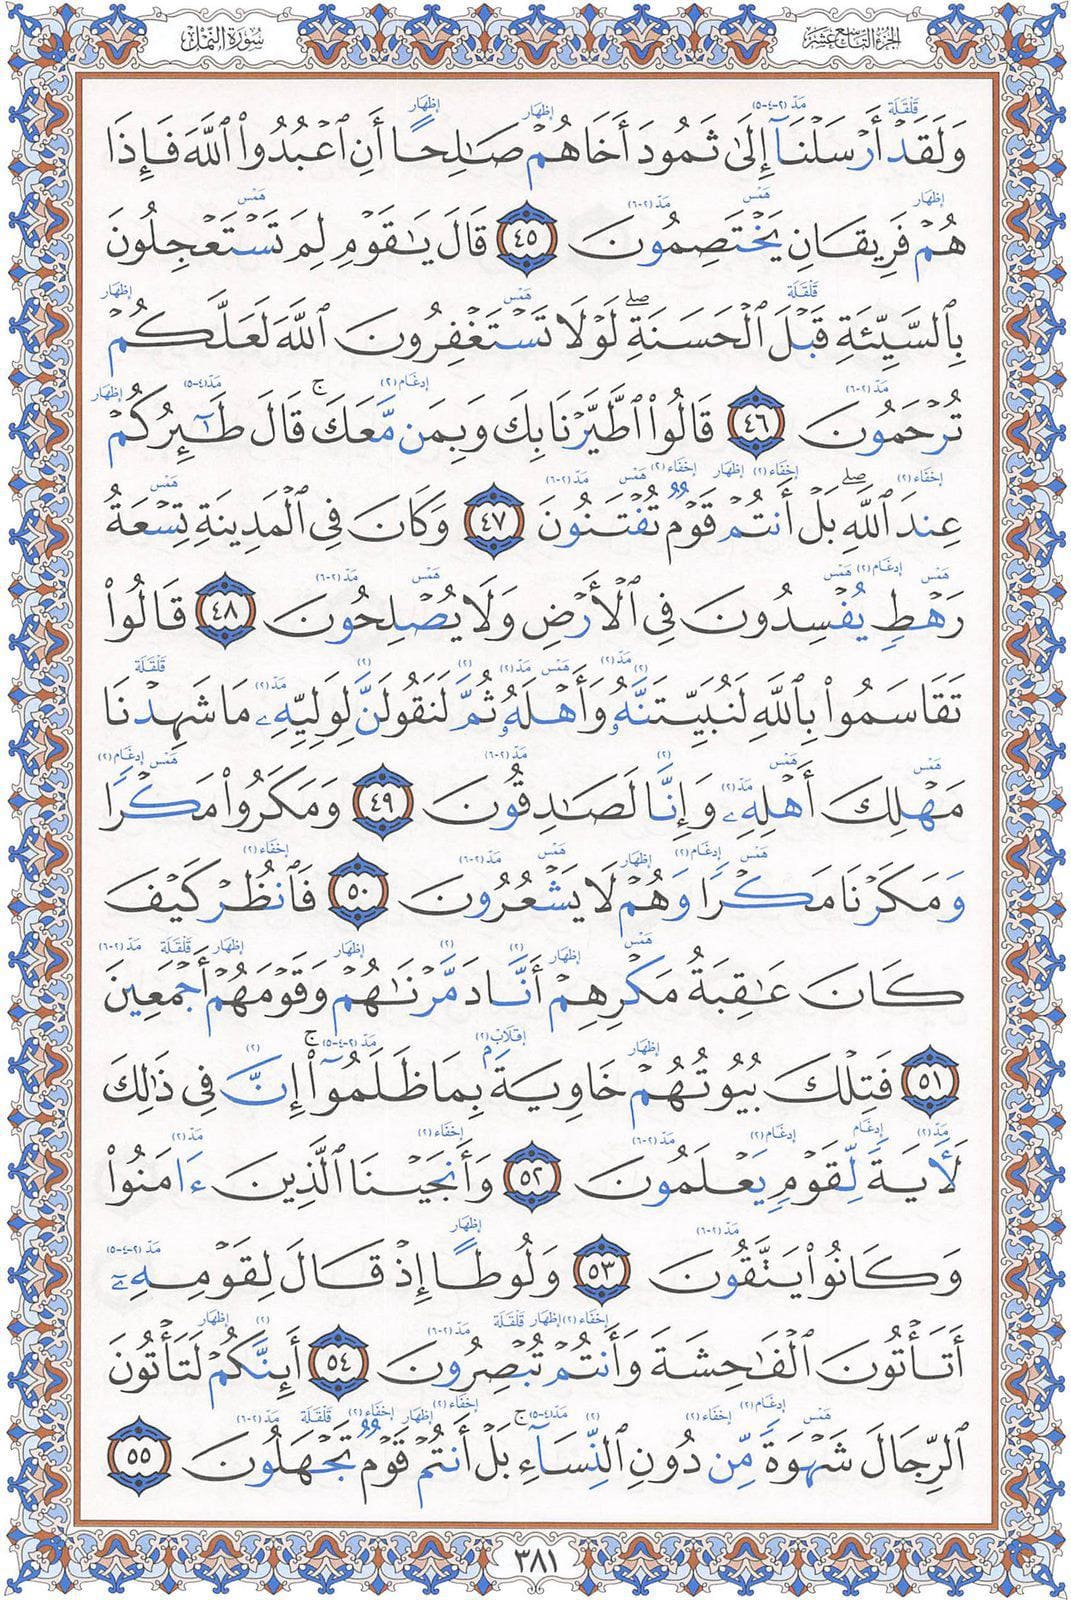 الجزء التاسع عشر
سورة النمل
وَلَقَدْ أَرْسَلْنَآ إِلَىٰ ثَمُودَ أَخَاهُمْ صَٰلِحًا أَنِ ٱعْبُدُواْ ٱللَّهَ فَإِذَا
هُمْ فَرِيقَانِ يَخْتَصِمُونَ ٤٥ قَالَ يَٰقَوْمِ لِمَ تَسْتَعْجِلُونَ
بِٱلسَّيِّئَةِ قَبْلَ ٱلْحَسَنَةِۖ لَوْلَا تَسْتَغْفِرُونَ ٱللَّهَ لَعَلَّكُمْ
تُرْحَمُونَ ٤٦ قَالُواْ ٱطَّيَّرْنَا بِكَ وَبِمَن مَّعَكَۚ قَالَ طَٰٓئِرُكُمْ
عِندَ ٱللَّهِۖ بَلْ أَنتُمْ قَوْمٌ تُفْتَنُونَ ٤٧ وَكَانَ فِى ٱلْمَدِينَةِ تِسْعَةُ
رَهْطٍ يُفْسِدُونَ فِى ٱلْأَرْضِ وَلَا يُصْلِحُونَ ٤٨ قَالُواْ
تَقَاسَمُواْ بِٱللَّهِ لَنُبَيِّتَنَّهُۥ وَأَهْلَهُۥ ثُمَّ لَنَقُولَنَّ لِوَلِيِّهِۦ مَا شَهِدْنَا
مَهْلِكَ أَهْلِهِۦ وَإِنَّا لَصَٰدِقُونَ ٤٩ وَمَكَرُواْ مَكْرًا
وَمَكَرْنَا مَكْرًا وَهُمْ لَا يَشْعُرُونَ ٥٠ فَٱنظُرْ كَيْفَ
كَانَ عَٰقِبَةُ مَكْرِهِمْ أَنَّا دَمَّرْنَٰهُمْ وَقَوْمَهُمْ أَجْمَعِينَ
٥١ فَتِلْكَ بُيُوتُهُمْ خَاوِيَةًۢ بِمَا ظَلَمُوٓاْۚ إِنَّ فِى ذَٰلِكَ
لَأٓيَةً لِّقَوْمٍ يَعْلَمُونَ ٥٢ وَأَنجَيْنَا ٱلَّذِينَ ءَامَنُواْ
وَكَانُواْ يَتَّقُونَ ٥٣ وَلُوطًا إِذْ قَالَ لِقَوْمِهِۦٓ
أَتَأْتُونَ ٱلْفَٰحِشَةَ وَأَنتُمْ تُبْصِرُونَ ٥٤ أَئِنَّكُمْ لَتَأْتُونَ
ٱلرِّجَالَ شَهْوَةً مِّن دُونِ ٱلنِّسَآءِۚ بَلْ أَنتُمْ قَوْمٌ تَجْهَلُونَ ٥٥
٣٨١